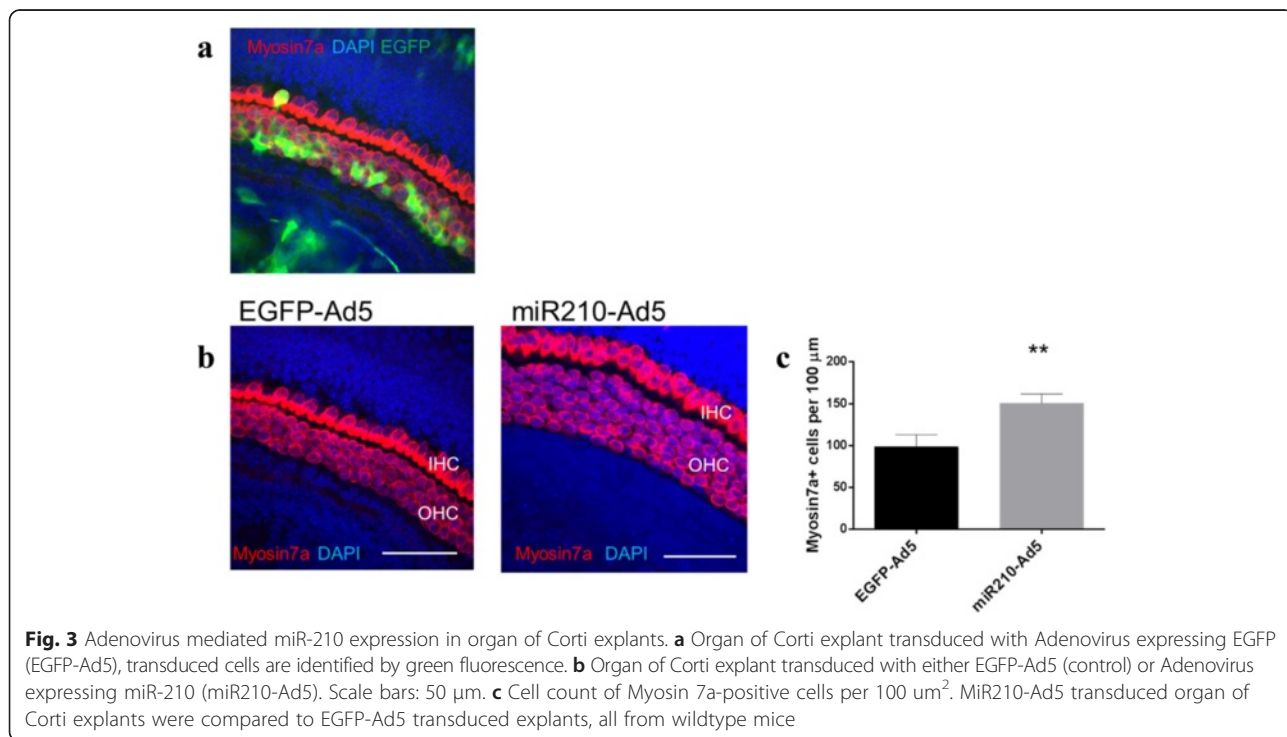 a
Myosin7a DAPI EGFP
EGFP-Ad5
miR210-Ad5
b
IHC
OHC
Myosin7a DAPI
IHC
OHC
Myosin7a DAPI
c
Myosin7a+ cells per 100 µm
200
150
100
50
0
**
EGFP-Ad5
miR210-Ad5
Fig. 3 Adenovirus mediated miR-210 expression in organ of Corti explants. a Organ of Corti explant transduced with Adenovirus expressing EGFP
(EGFP-Ad5), transduced cells are identified by green fluorescence. b Organ of Corti explant transduced with either EGFP-Ad5 (control) or Adenovirus
expressing miR-210 (miR210-Ad5). Scale bars: 50 μm. c Cell count of Myosin 7a-positive cells per 100 um². MiR210-Ad5 transduced organ of
Corti explants were compared to EGFP-Ad5 transduced explants, all from wildtype mice